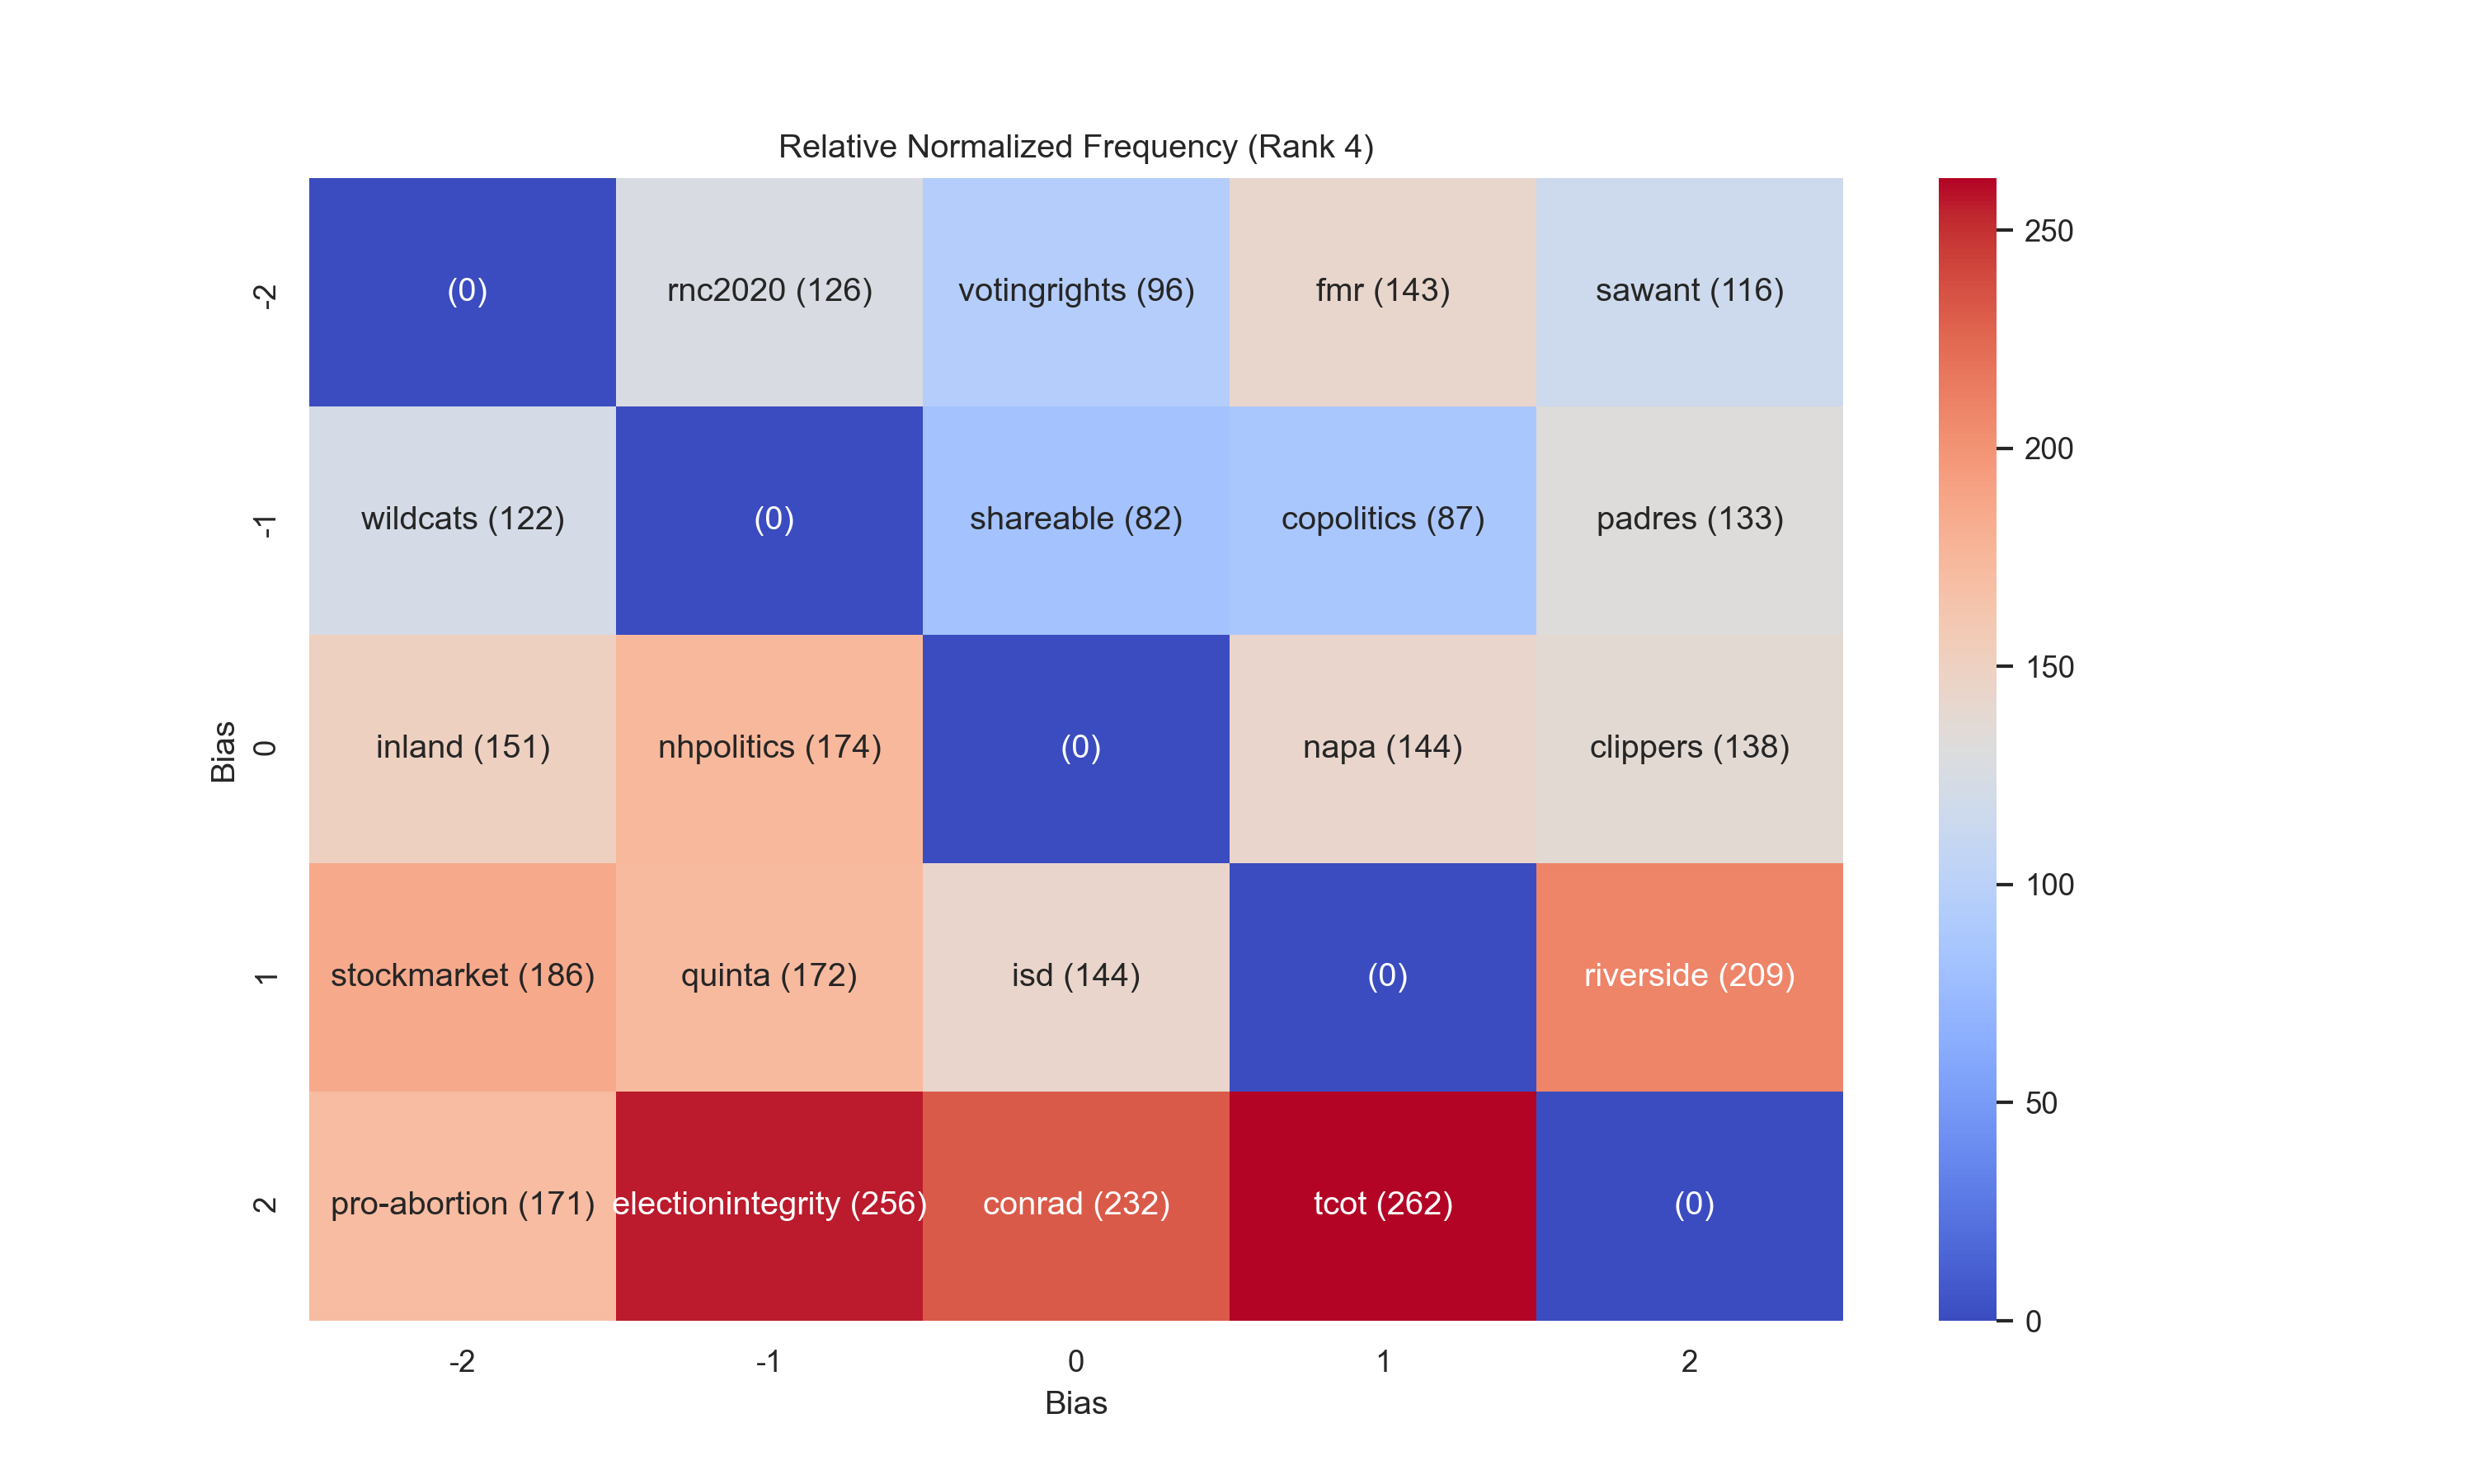 Relative Normalized Frequency (Rank 4)
-2 (0) rnc2020 (126) votingrights (96) fmr (143) sawant (116)
-1 wildcats (122) (0) shareable (82) copolitics (87) padres (133)
0 inland (151) nhpolitics (174) (0) napa (144) clippers (138)
1 stockmarket (186) quinta (172) isd (144) (0) riverside (209)
2 pro-abortion (171) electionintegrity (256) conrad (232) tcot (262) (0)
Bias
-2 -1 0 1 2
Bias
250
200
150
100
50
0